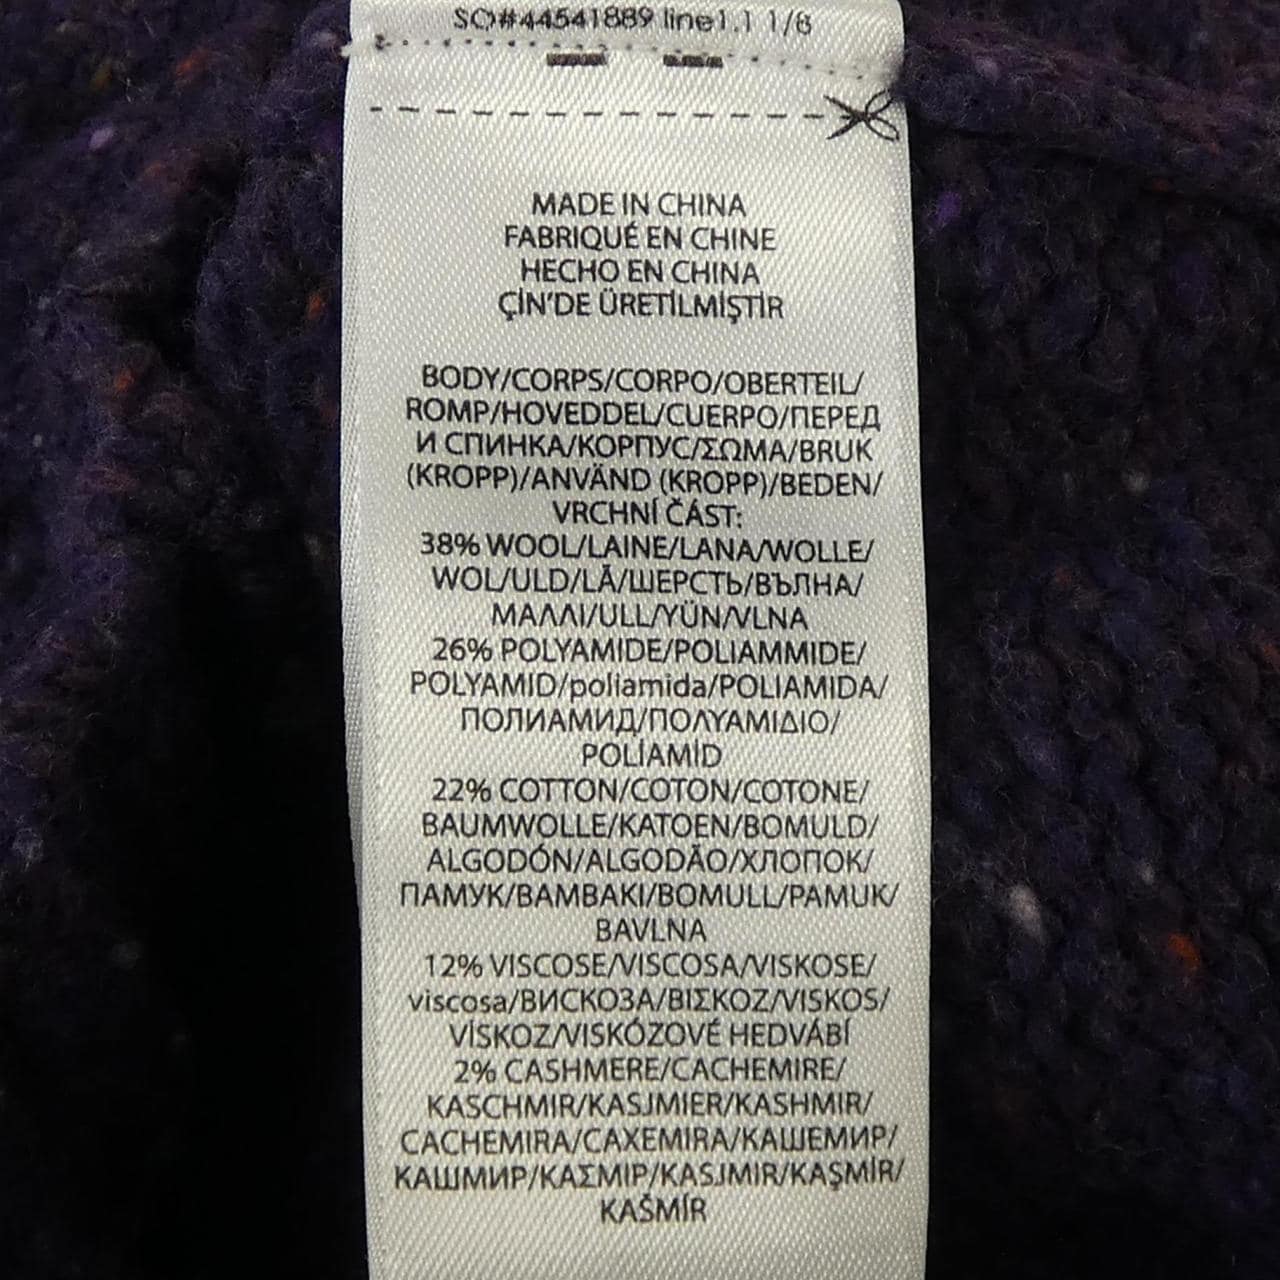 SO#44541889 line1.1 1/8
MADE IN CHINA
FABRIQUÉ EN CHINE
HECHO EN CHINA
ÇİN'DE ÜRETİLMİŞTİR
BODY/CORPS/CORPO/OBERTEIL/
ROMP/HOVEDDEL/CUERPO/ПЕРЕД
И СПИНКА/КОРПУС/ΣΩΜΑ/BRUK
(KROPP)/ANVÄND (KROPP)/BEDEN/
VRCHNÍ ČÁST:
38% WOOL/LAINE/LANA/WOLLE/
WOL/ULD/LÃ/ШЕРСТЬ/ВЪЛНА/
ΜΑΛΛΙ/ULL/YÜN/VLNA
26% POLYAMIDE/POLIAMMIDE/
POLYAMID/poliamida/POLIAMIDA/
ПОЛИАМИД/ΠΟΛΥΑΜΙΔΙΟ/
POLİAMİD
22% COTTON/COTON/COTONE/
BAUMWOLLE/KATOEN/BOMULD/
ALGODÓN/ALGODÃO/ХЛОПОК/
ПАМУК/ΒΑΜΒΑΚΙ/BOMULL/PAMUK/
BAVLNA
12% VISCOSE/VISCOSA/VISKOSE/
viscosa/ВИСКОЗА/ΒΙΣΚΟΖ/VISKOS/
VİSKOZ/VISKÓZOVÉ HEDVÁBÍ
2% CASHMERE/CACHEMIRE/
KASCHMIR/KASJMIER/KASHMIR/
CACHEMIRA/CAXEMIRA/КАШЕМИР/
КАШМИР/ΚΑΣΜΙΡ/KASJMIR/KAŞMİR/
KAŠMÍR